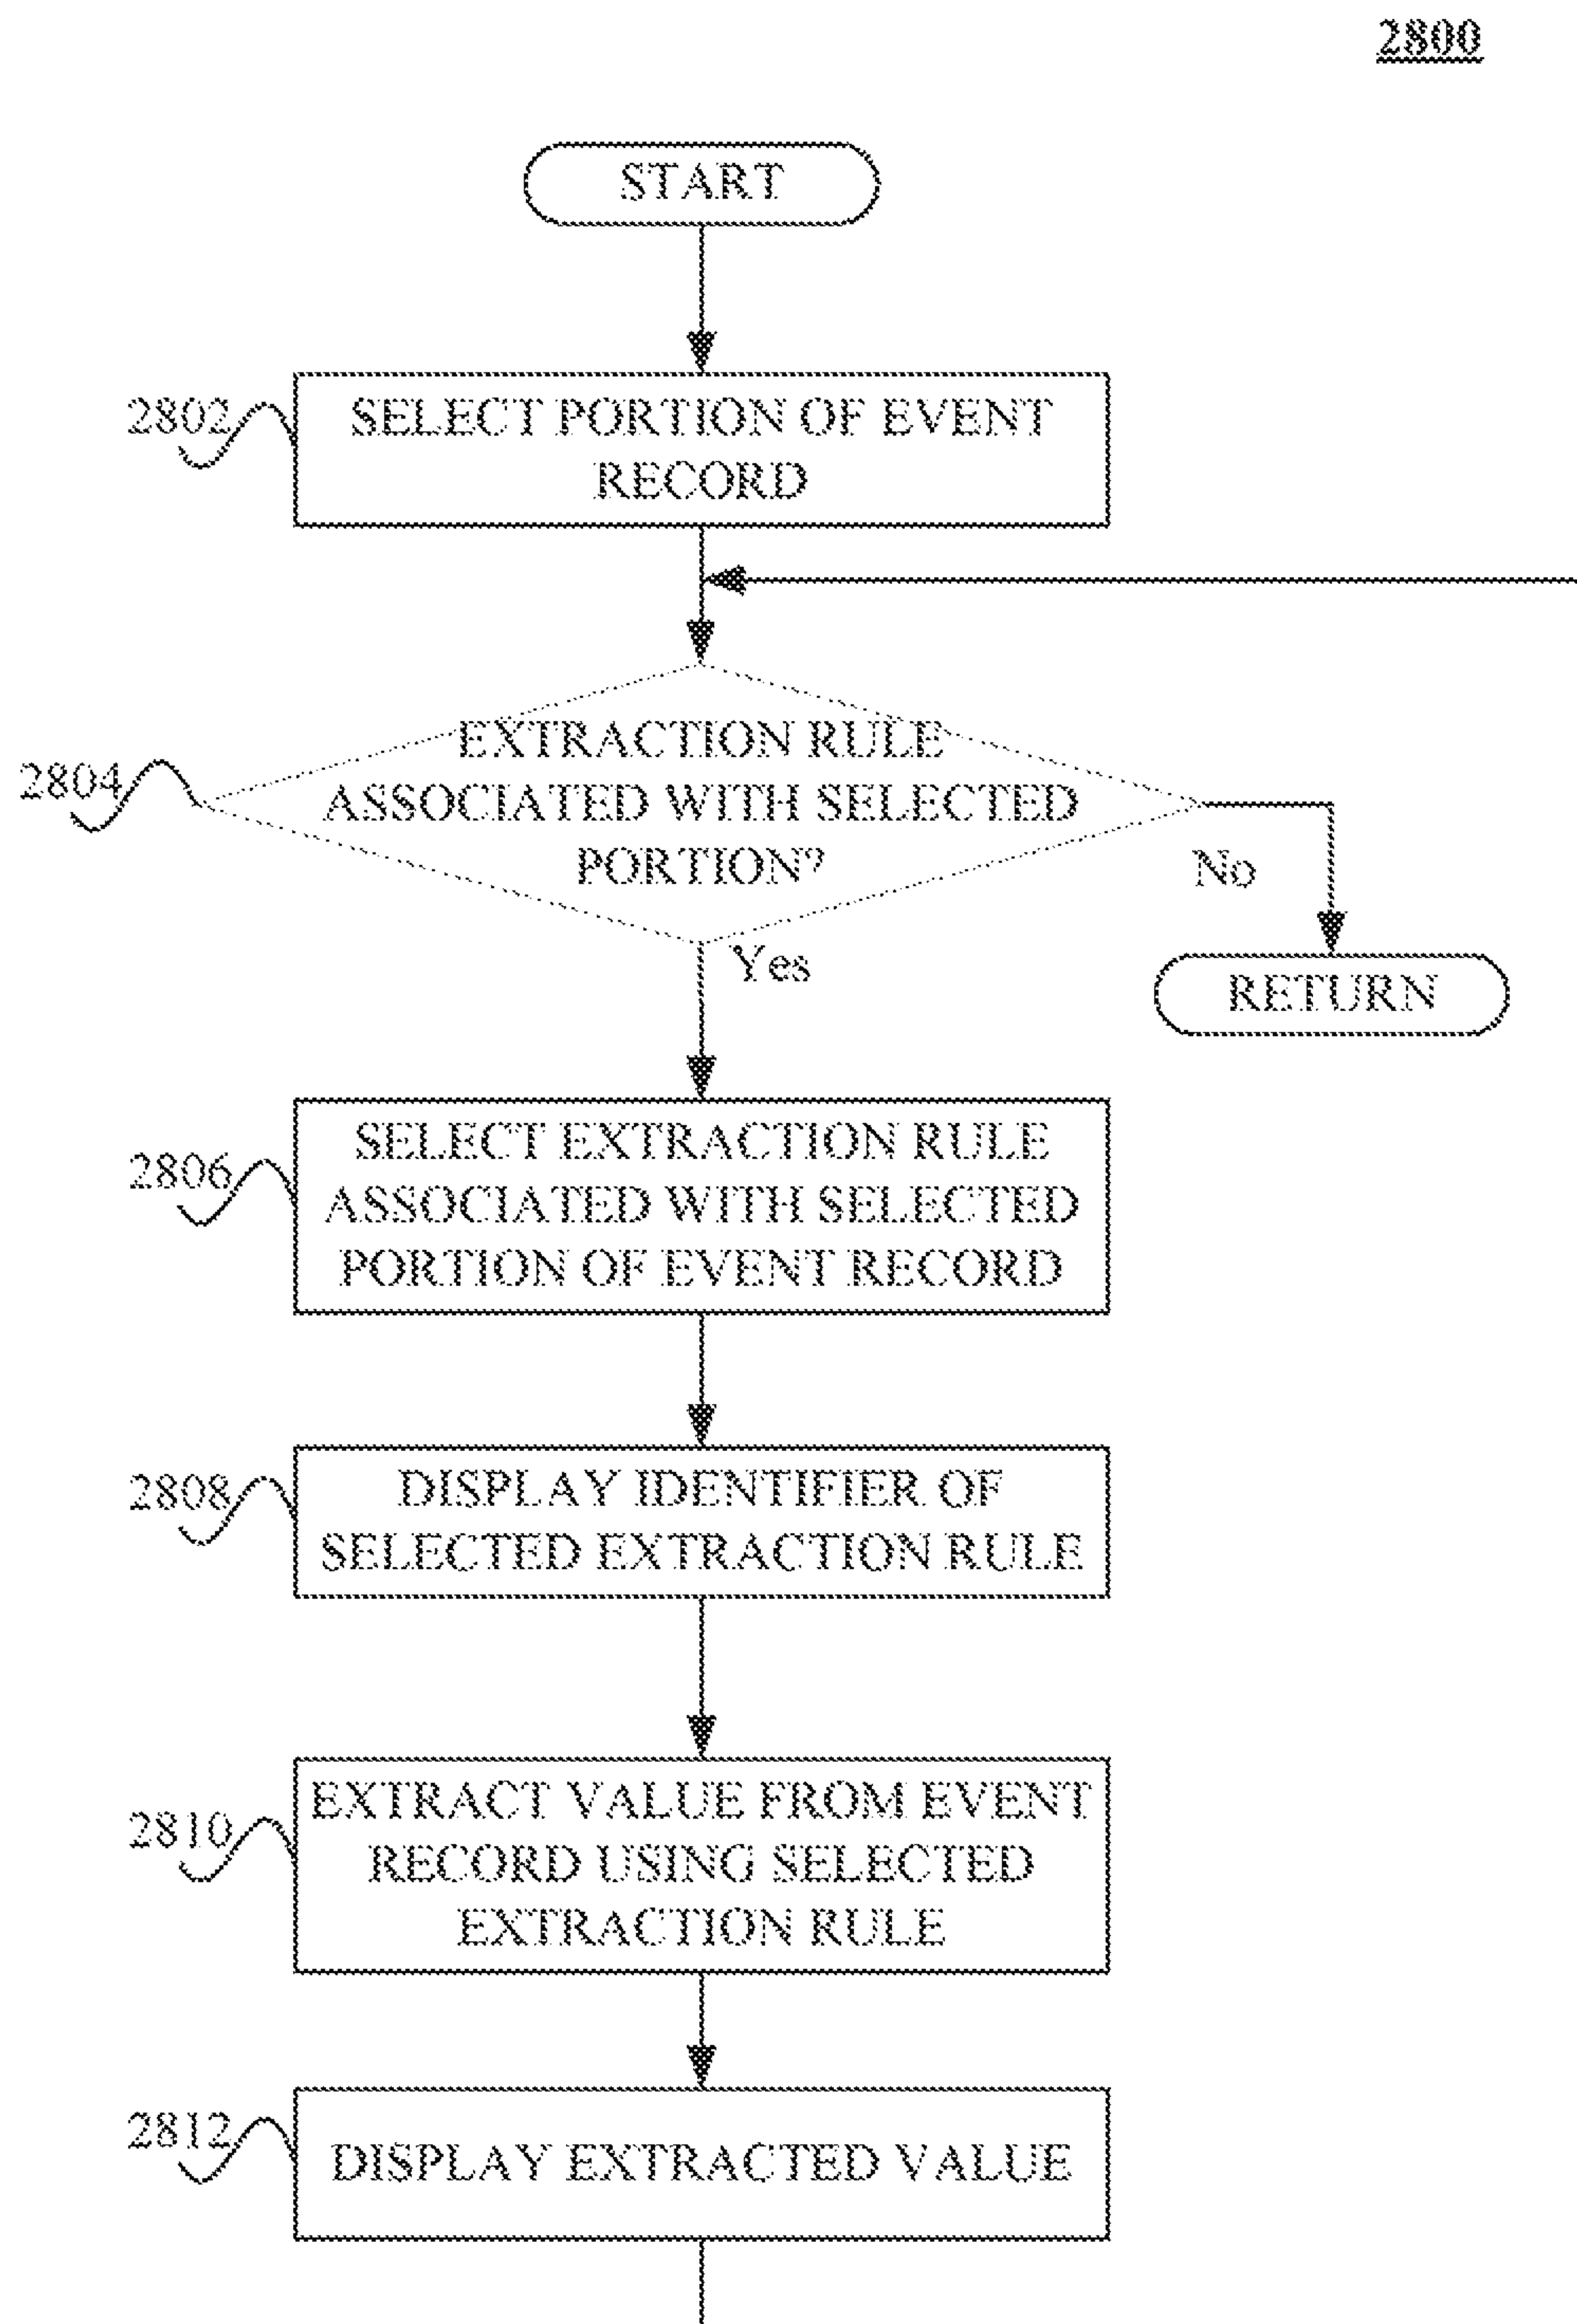 2800
START
2802
SELECT PORTION OF EVENT
RECORD
2804
EXTRACTION RULE
ASSOCIATED WITH SELECTED
PORTION?
No
Yes
RETURN
2806
SELECT EXTRACTION RULE
ASSOCIATED WITH SELECTED
PORTION OF EVENT RECORD
2808
DISPLAY IDENTIFIER OF
SELECTED EXTRACTION RULE
2810
EXTRACT VALUE FROM EVENT
RECORD USING SELECTED
EXTRACTION RULE
2812
DISPLAY EXTRACTED VALUE